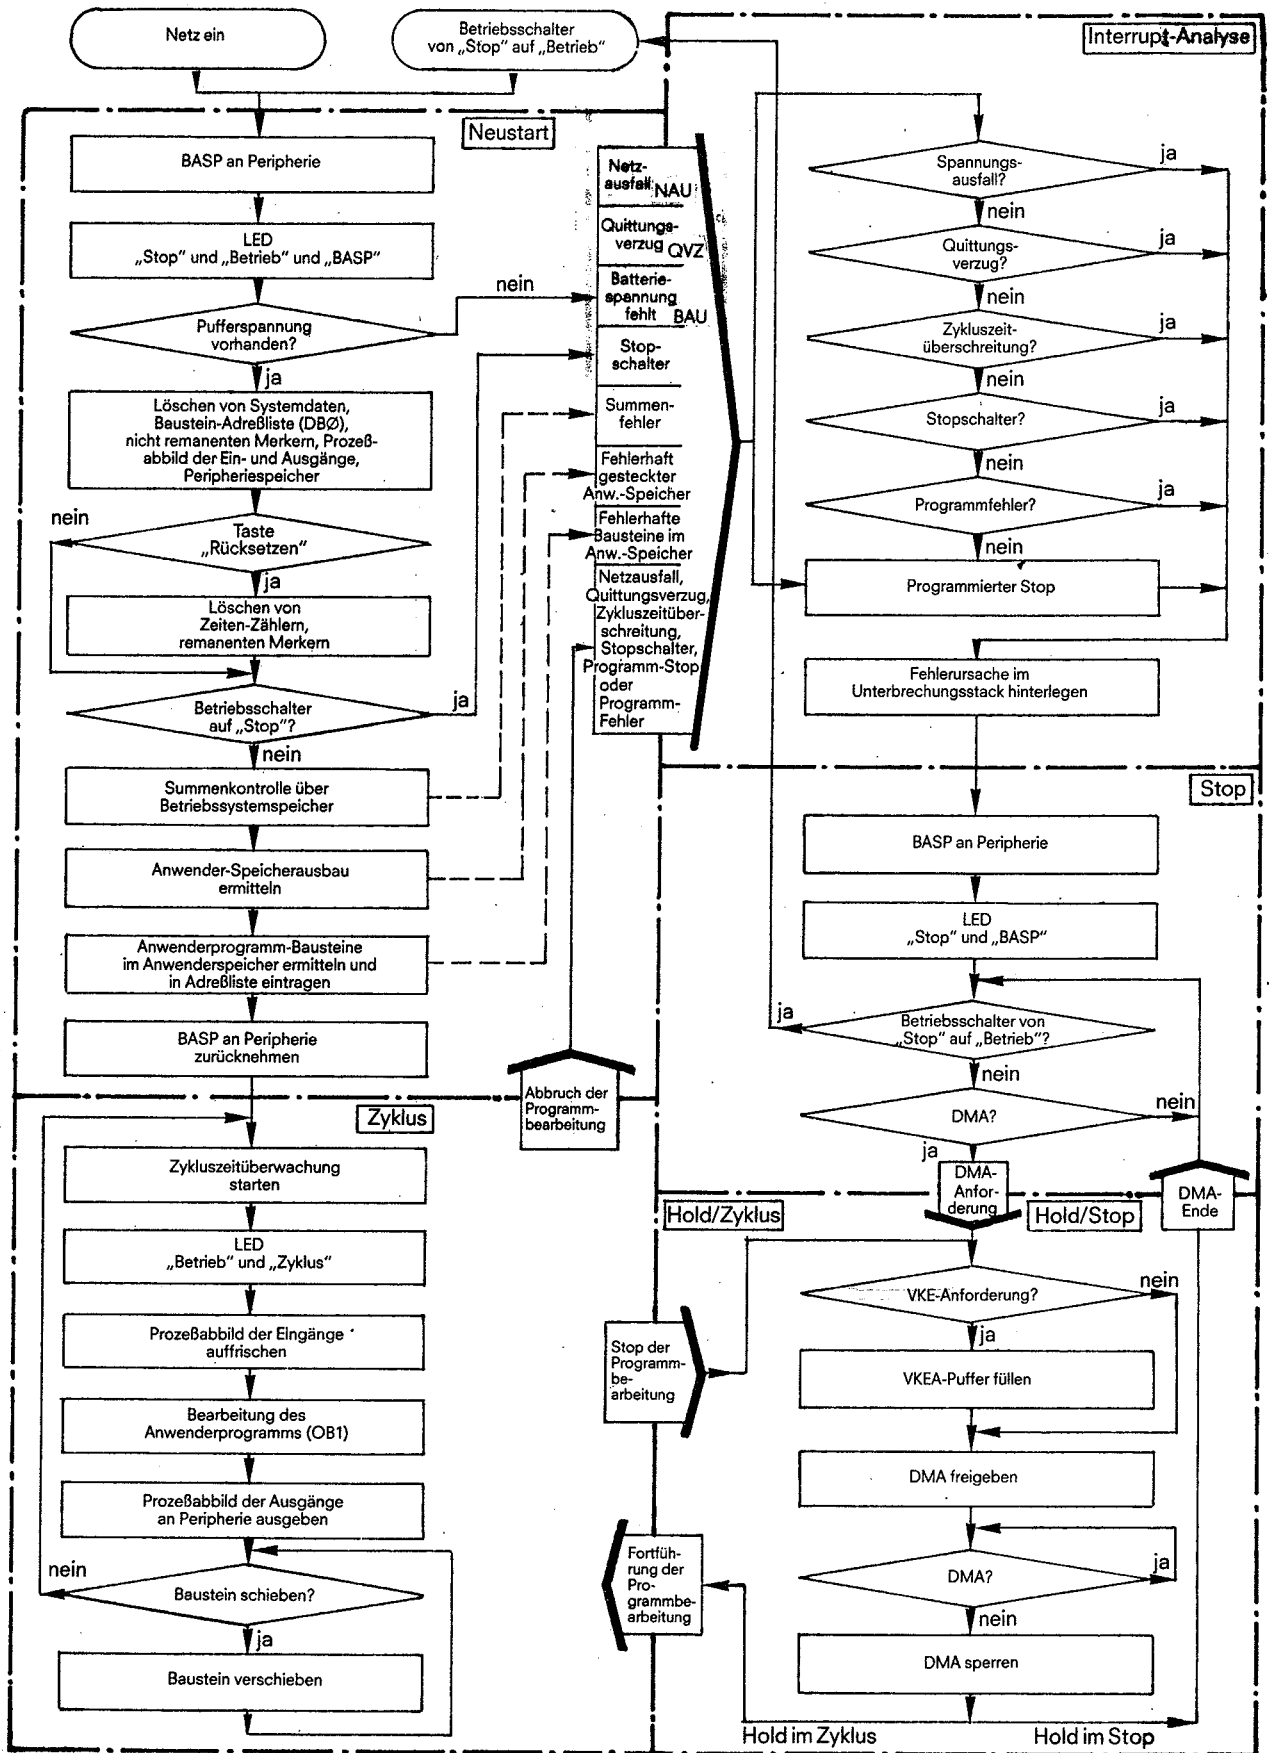 Netz ein
Betriebsschalter
von „Stop“ auf „Betrieb“
Neustart
BASP an Peripherie
LED
„Stop“ und „Betrieb“ und „BASP“
Pufferspannung
vorhanden?
nein
ja
Löschen von Systemdaten,
Baustein-Adreßliste (DBØ),
nicht remanenten Merkern, Prozeß-
abbild der Ein- und Ausgänge,
Peripheriespeicher
nein
Taste
„Rücksetzen“
ja
Löschen von
Zeiten-Zählern,
remanenten Merkern
Betriebsschalter
auf „Stop“?
ja
nein
Summenkontrolle über
Betriebssystemspeicher
Anwender-Speicherausbau
ermitteln
Anwenderprogramm-Bausteine
im Anwenderspeicher ermitteln und
in Adreßliste eintragen
BASP an Peripherie
zurücknehmen
Netz-
ausfall NAU
Quittungs-
verzug QVZ
Batterie-
spannung
fehlt BAU
Stop-
schalter
Summen-
fehler
Fehlerhaft
gesteckter
Anw.-Speicher
Fehlerhafte
Bausteine im
Anw.-Speicher
Netzausfall,
Quittungsverzug,
Zykluszeitüber-
schreitung,
Stopschalter,
Programm-Stop
oder
Programm-
Fehler
Abbruch der
Programm-
bearbeitung
Zyklus
Zykluszeitüberwachung
starten
LED
„Betrieb“ und „Zyklus“
Prozeßabbild der Eingänge
auffrischen
Bearbeitung des
Anwenderprogramms (OB1)
Prozeßabbild der Ausgänge
an Peripherie ausgeben
nein
Baustein schieben?
ja
Baustein verschieben
Interrupt-Analyse
Spannungs-
ausfall?
ja
nein
Quittungs-
verzug?
ja
nein
Zykluszeit-
überschreitung?
ja
nein
Stopschalter?
ja
nein
Programmfehler?
ja
nein
Programmierter Stop
Fehlerursache im
Unterbrechungsstack hinterlegen
Stop
BASP an Peripherie
LED
„Stop“ und „BASP“
ja
Betriebsschalter von
„Stop“ auf „Betrieb“?
nein
DMA?
nein
ja
DMA-
Anfor-
derung
DMA-
Ende
Hold/Zyklus
Hold/Stop
VKE-Anforderung?
nein
ja
Stop der
Programm-
be-
arbeitung
VKEA-Puffer füllen
DMA freigeben
Fortfüh-
rung der
Pro-
grammbe-
arbeitung
DMA?
ja
nein
DMA sperren
Hold im Zyklus
Hold im Stop